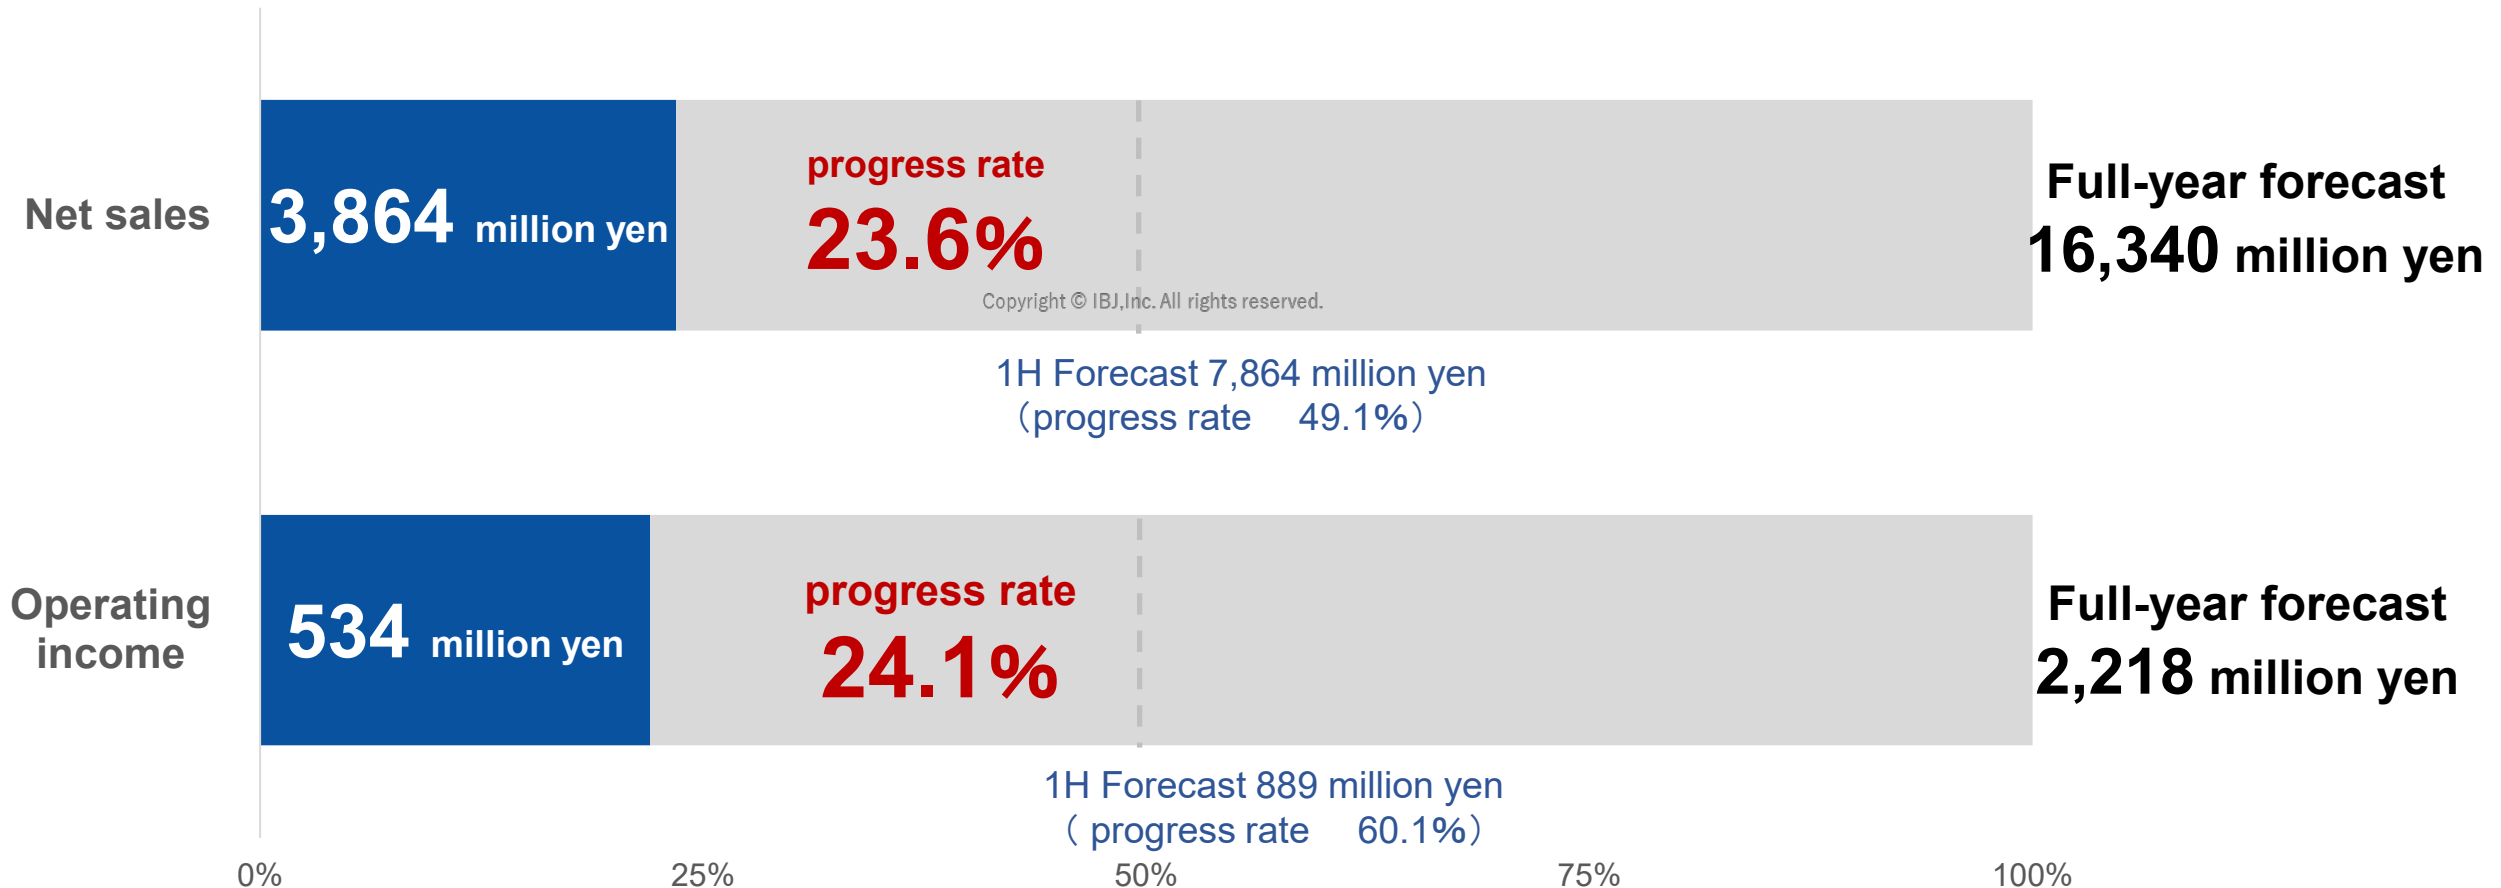 Net sales
3,864 million yen
progress rate
23.6%
Copyright © IBJ,Inc. All rights reserved.
Full-year forecast
16,340 million yen
1H Forecast 7,864 million yen
（progress rate　49.1%）
Operating
income
534 million yen
progress rate
24.1%
Full-year forecast
2,218 million yen
1H Forecast 889 million yen
（ progress rate　60.1%）
0% 25% 50% 75% 100%